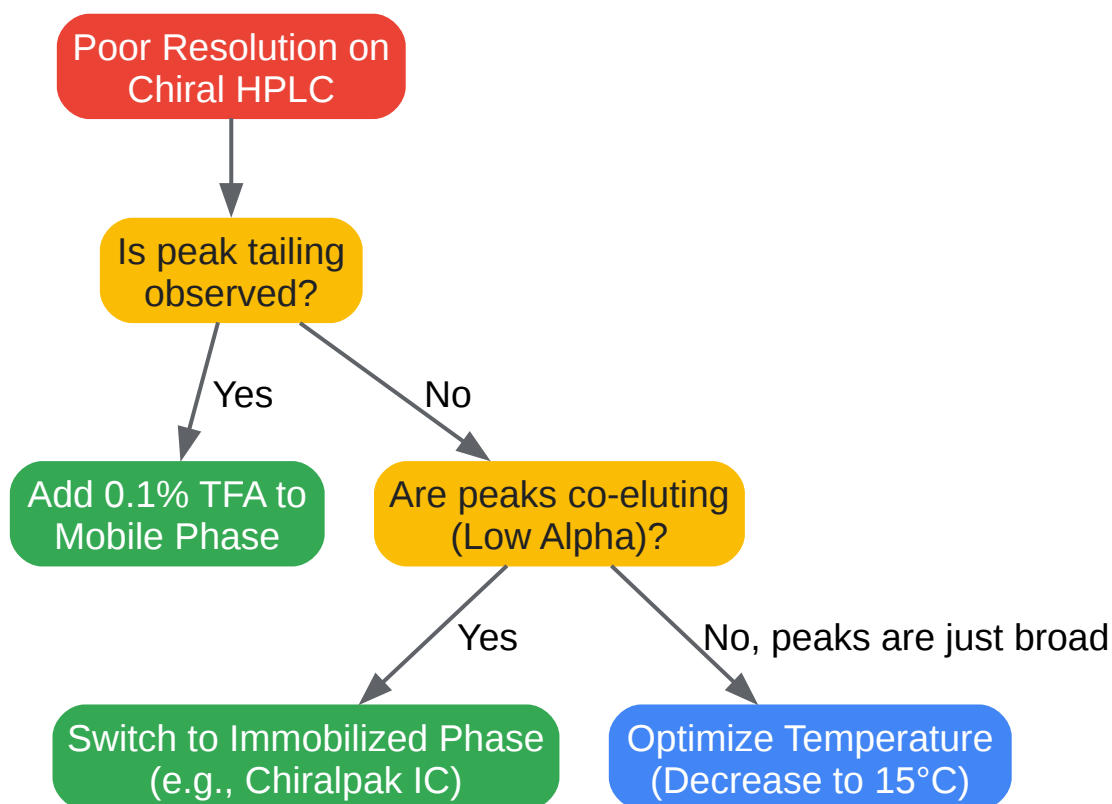 Poor Resolution on
Chiral HPLC
Is peak tailing
observed?
Yes
No
Add 0.1% TFA to
Mobile Phase
Are peaks co-eluting
(Low Alpha)?
Yes
No, peaks are just broad
Switch to Immobilized Phase
(e.g., Chiralpak IC)
Optimize Temperature
(Decrease to 15°C)